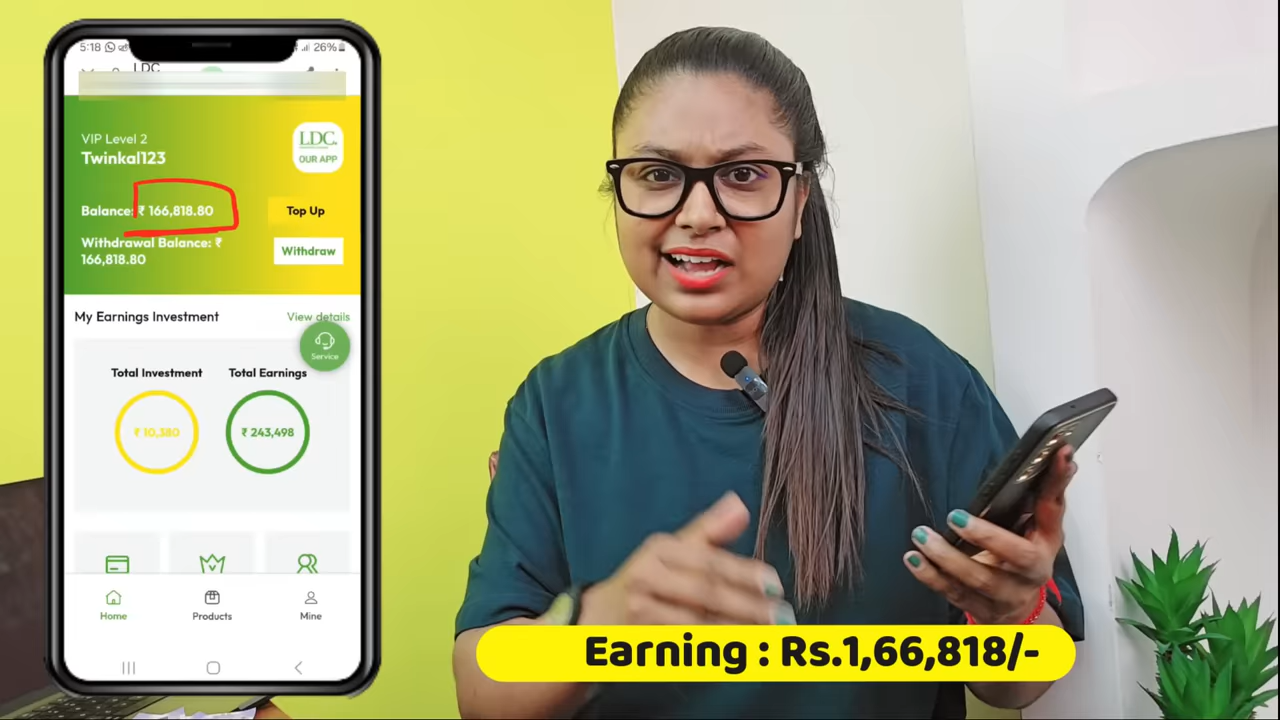 5:18
26%
LDC
VIP Level 2
Twinkal123
LDC
OUR APP
Balance: ₹ 166,818.80
Top Up
Withdrawal Balance: ₹
166,818.80
Withdraw
My Earnings Investment
View details
Service
Total Investment
Total Earnings
₹ 10,380
₹ 243,498
Home
Products
Mine
Earning : Rs.1,66,818/-